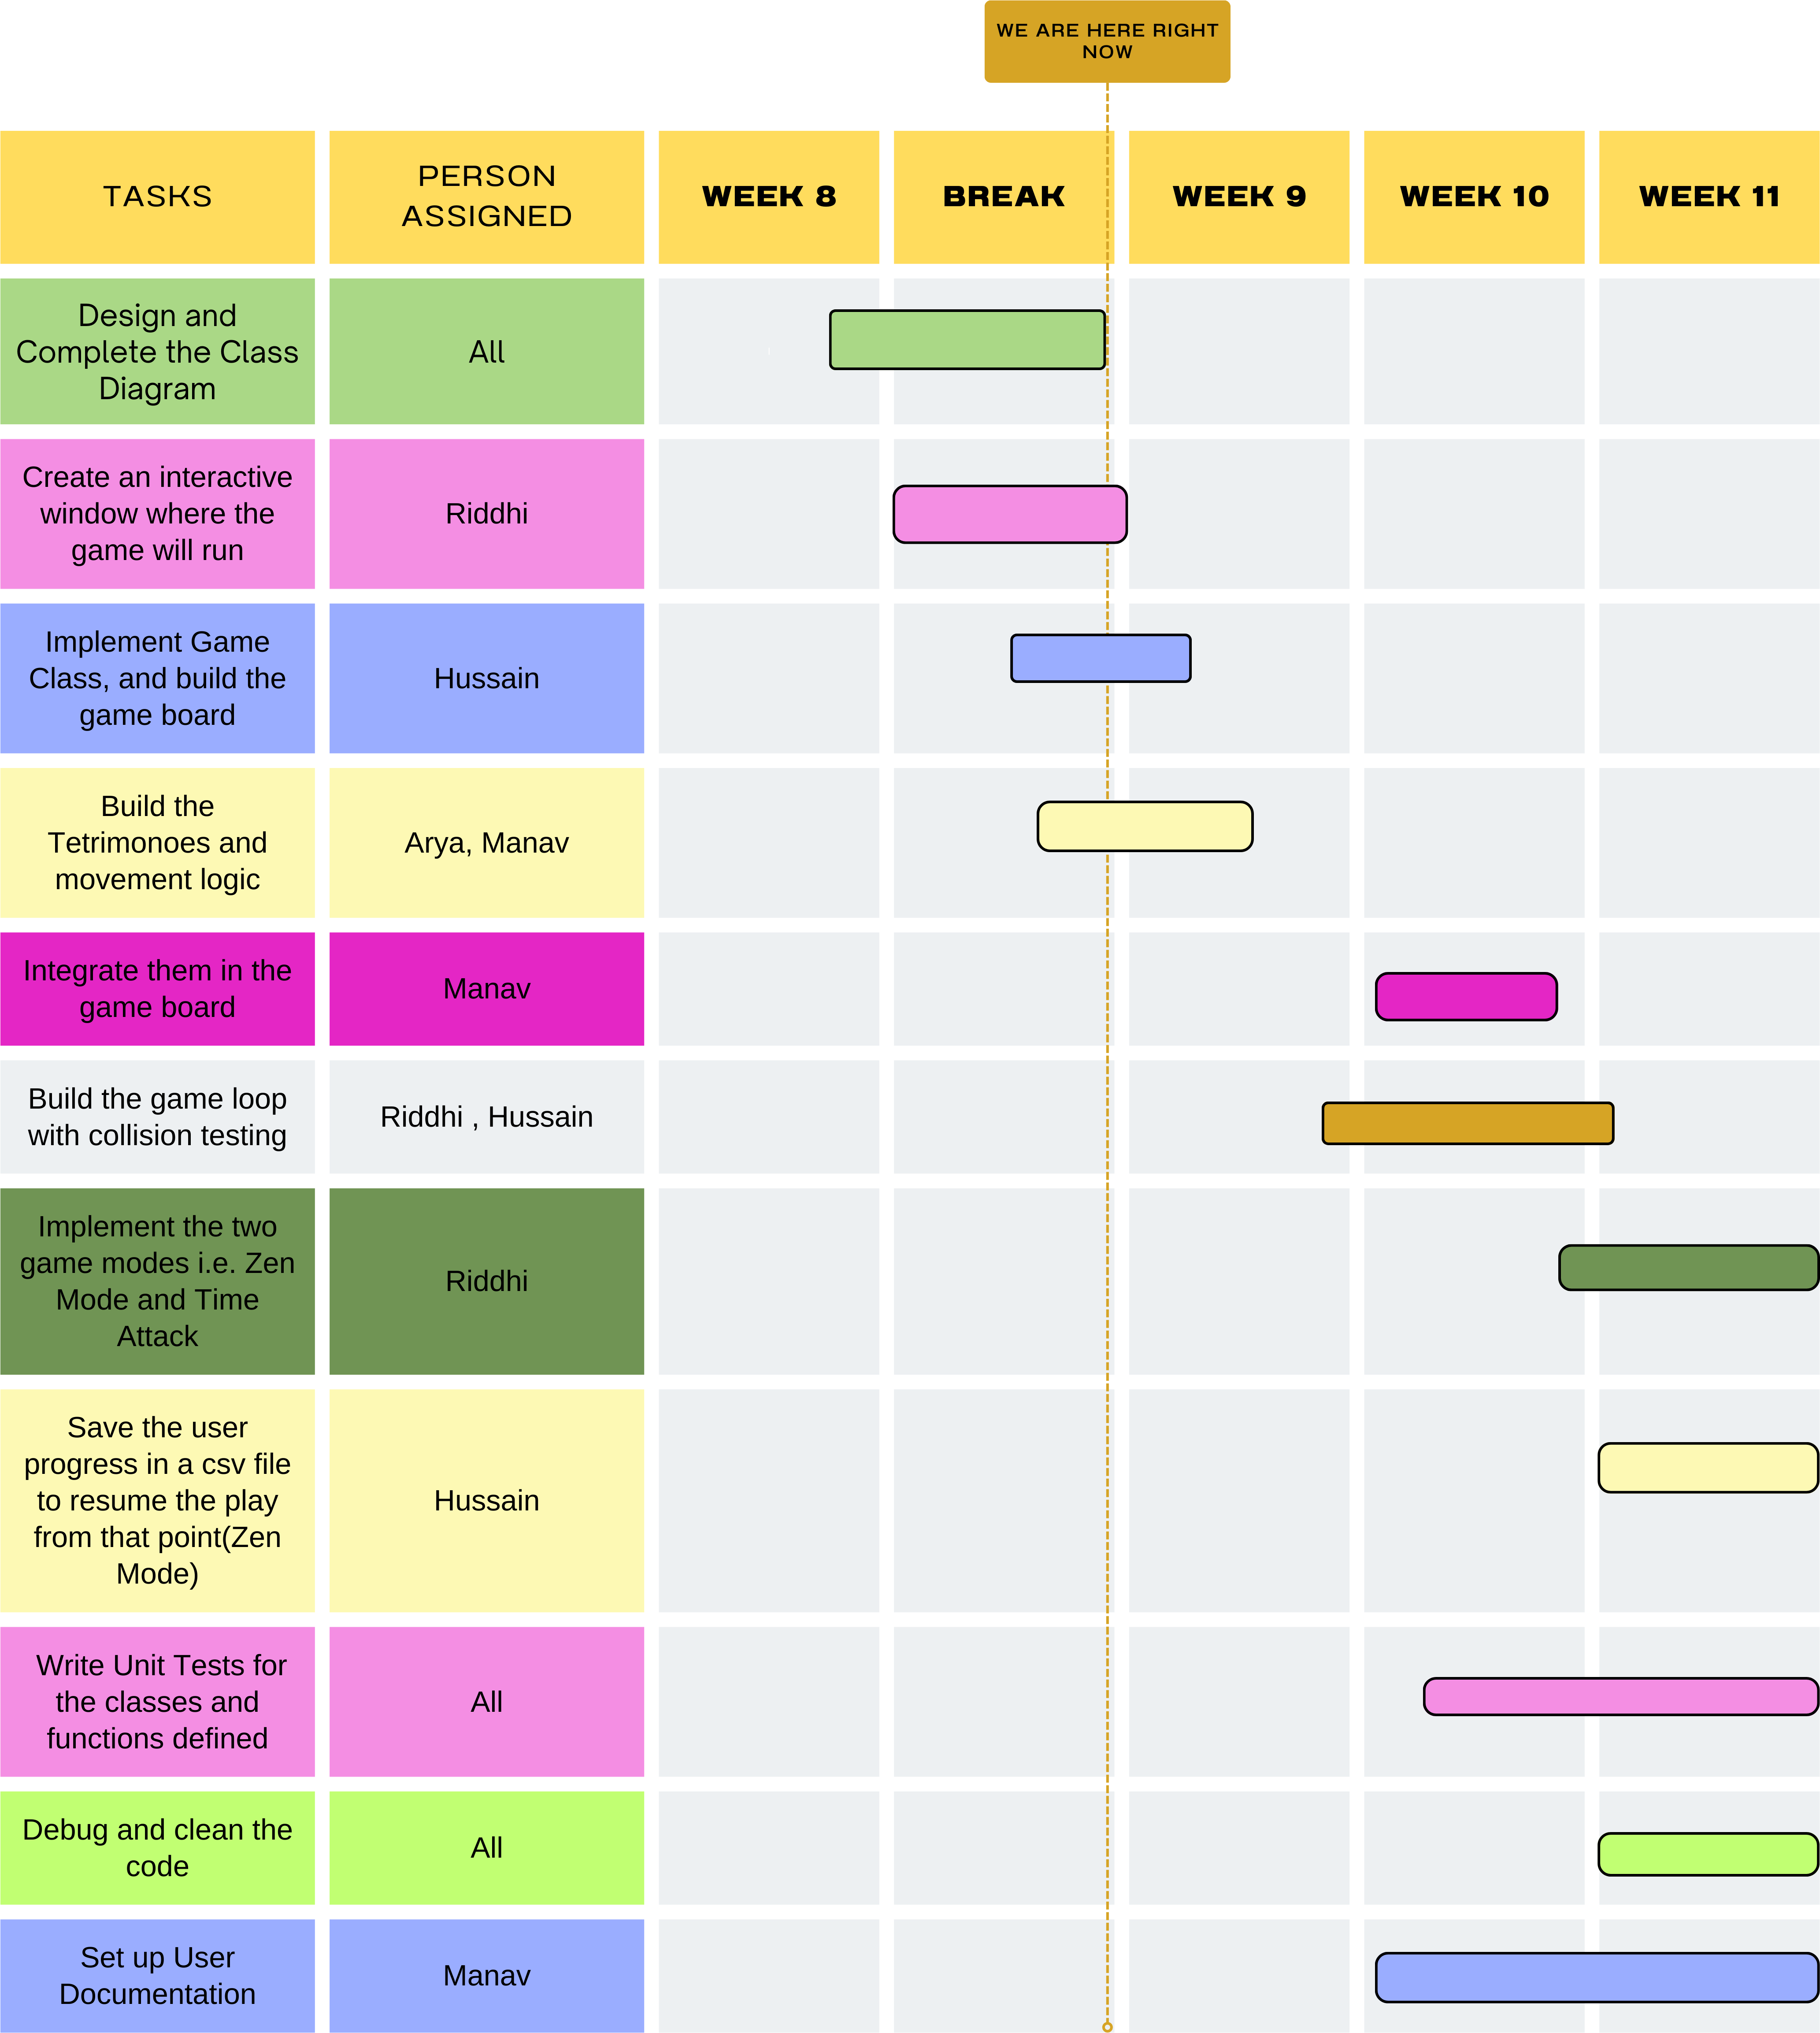 WE ARE HERE RIGHT
NOW
TASKS
PERSON
ASSIGNED
WEEK 8
BREAK
WEEK 9
WEEK 10
WEEK 11
Design and
Complete the Class
Diagram
All
Create an interactive
window where the
game will run
Riddhi
Implement Game
Class, and build the
game board
Hussain
Build the
Tetrimonoes and
movement logic
Arya, Manav
Integrate them in the
game board
Manav
Build the game loop
with collision testing
Riddhi , Hussain
Implement the two
game modes i.e. Zen
Mode and Time
Attack
Riddhi
Save the user
progress in a csv file
to resume the play
from that point(Zen
Mode)
Hussain
Write Unit Tests for
the classes and
functions defined
All
Debug and clean the
code
All
Set up User
Documentation
Manav